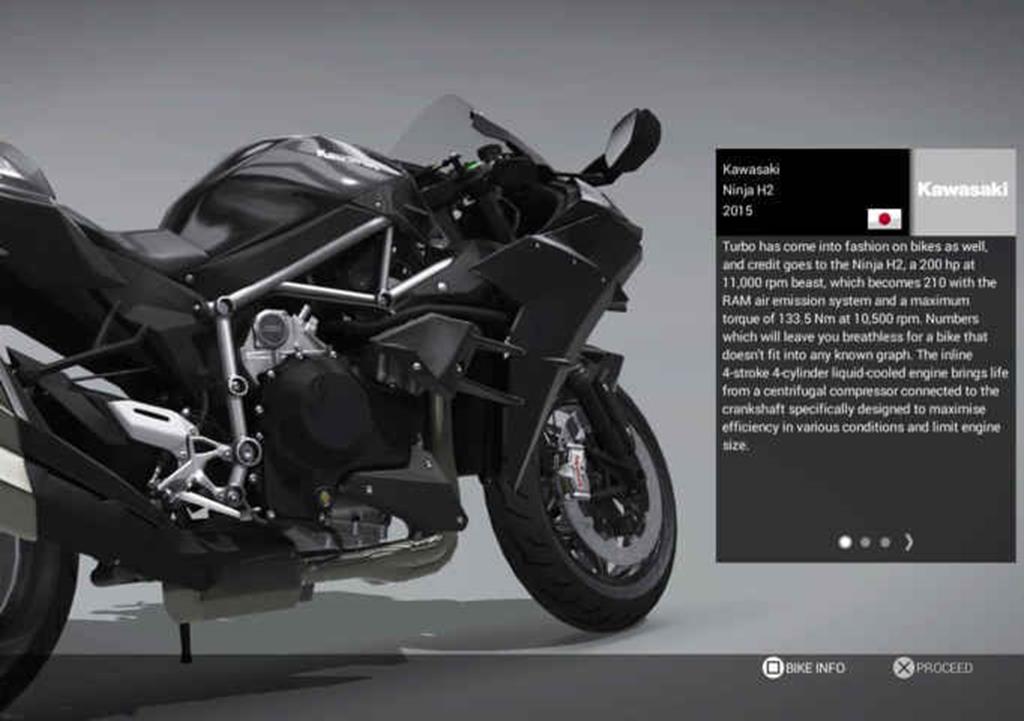 Kawasaki
Ninja H2
2015
Kawasaki
Turbo has come into fashion on bikes as well,
and credit goes to the Ninja H2, a 200 hp at
11,000 rpm beast, which becomes 210 with the
RAM air emission system and a maximum
torque of 133.5 Nm at 10,500 rpm. Numbers
which will leave you breathless for a bike that
doesn't fit into any known graph. The inline
4-stroke 4-cylinder liquid-cooled engine brings life
from a centrifugal compressor connected to the
crankshaft specifically designed to maximise
efficiency in various conditions and limit engine
size.
BIKE INFO
PROCEED